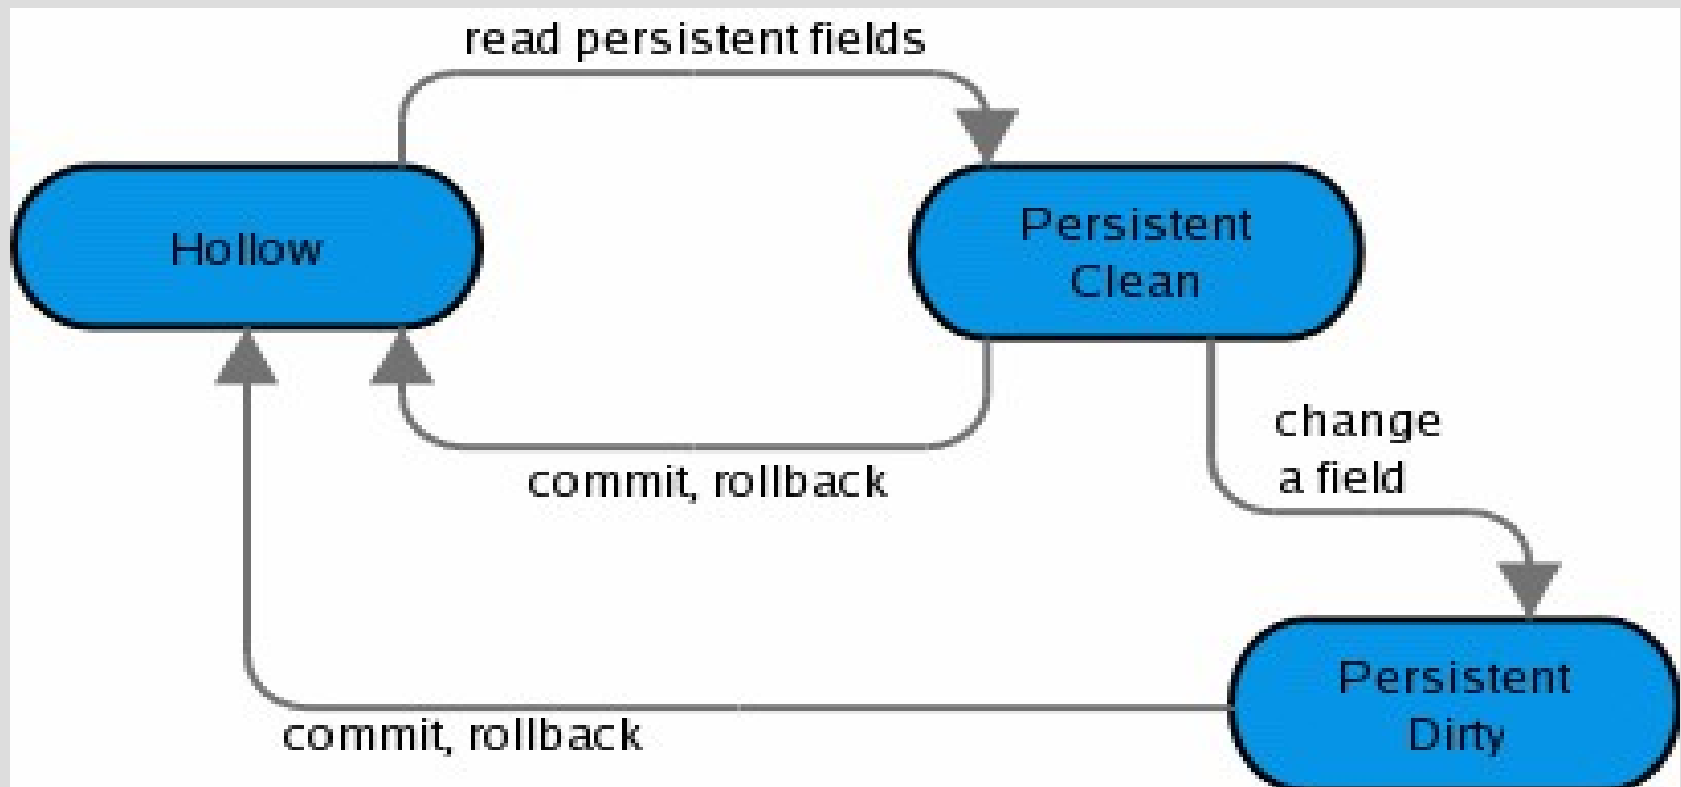 read persistent fields
Hollow
Persistent
Clean
commit, rollback
change
a field
Persistent
Dirty
commit, rollback